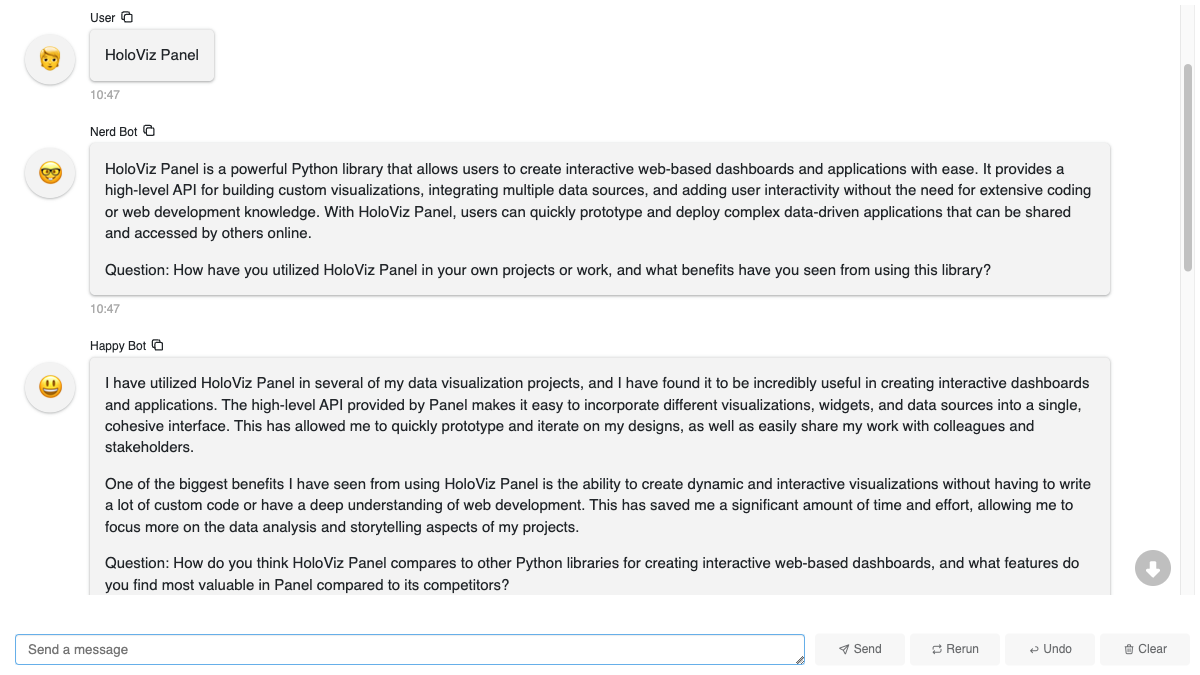 User
HoloViz Panel
10:47
Nerd Bot
HoloViz Panel is a powerful Python library that allows users to create interactive web-based dashboards and applications with ease. It provides a
high-level API for building custom visualizations, integrating multiple data sources, and adding user interactivity without the need for extensive coding
or web development knowledge. With HoloViz Panel, users can quickly prototype and deploy complex data-driven applications that can be shared
and accessed by others online.
Question: How have you utilized HoloViz Panel in your own projects or work, and what benefits have you seen from using this library?
10:47
Happy Bot
I have utilized HoloViz Panel in several of my data visualization projects, and I have found it to be incredibly useful in creating interactive dashboards
and applications. The high-level API provided by Panel makes it easy to incorporate different visualizations, widgets, and data sources into a single,
cohesive interface. This has allowed me to quickly prototype and iterate on my designs, as well as easily share my work with colleagues and
stakeholders.
One of the biggest benefits I have seen from using HoloViz Panel is the ability to create dynamic and interactive visualizations without having to write
a lot of custom code or have a deep understanding of web development. This has saved me a significant amount of time and effort, allowing me to
focus more on the data analysis and storytelling aspects of my projects.
Question: How do you think HoloViz Panel compares to other Python libraries for creating interactive web-based dashboards, and what features do
you find most valuable in Panel compared to its competitors?
Send a message
Send
Rerun
Undo
Clear